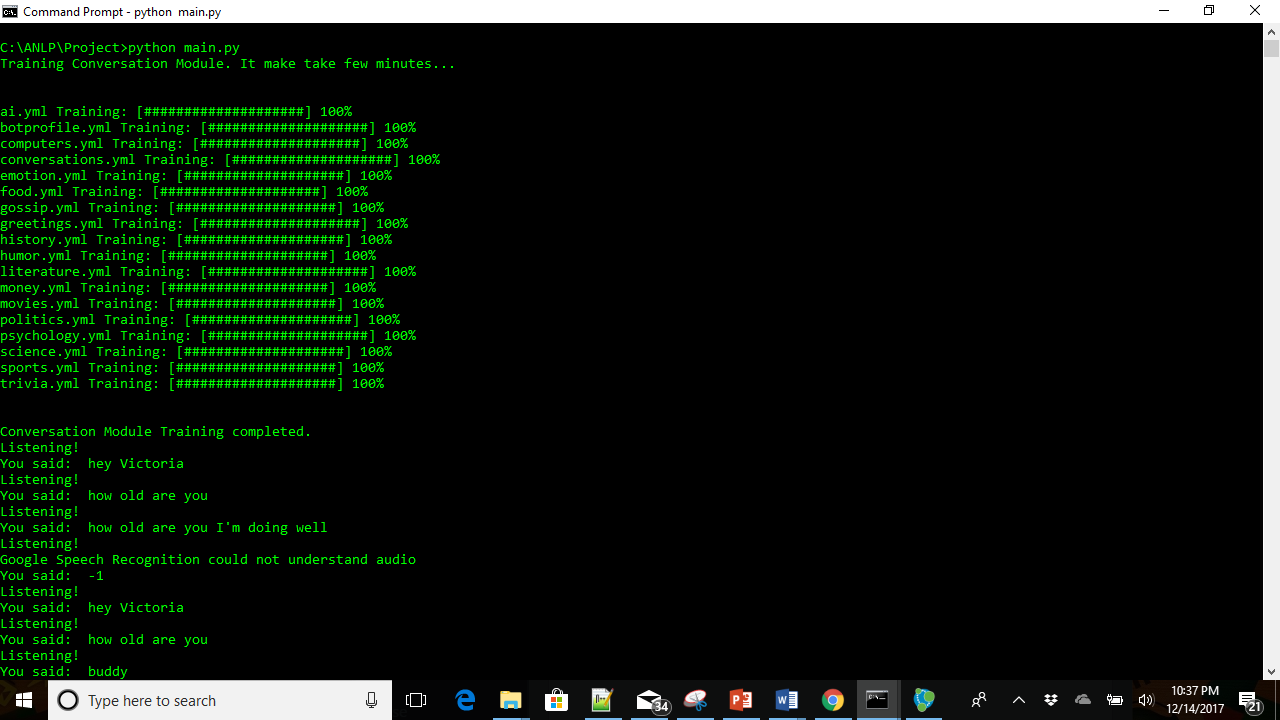 Command Prompt - python  main.py
C:\ANLP\Project>python main.py
Training Conversation Module. It make take few minutes...
ai.yml Training: [####################] 100%
botprofile.yml Training: [####################] 100%
computers.yml Training: [####################] 100%
conversations.yml Training: [####################] 100%
emotion.yml Training: [####################] 100%
food.yml Training: [####################] 100%
gossip.yml Training: [####################] 100%
greetings.yml Training: [####################] 100%
history.yml Training: [####################] 100%
humor.yml Training: [####################] 100%
literature.yml Training: [####################] 100%
money.yml Training: [####################] 100%
movies.yml Training: [####################] 100%
politics.yml Training: [####################] 100%
psychology.yml Training: [####################] 100%
science.yml Training: [####################] 100%
sports.yml Training: [####################] 100%
trivia.yml Training: [####################] 100%
Conversation Module Training completed.
Listening!
You said:  hey Victoria
Listening!
You said:  how old are you
Listening!
You said:  how old are you I'm doing well
Listening!
Google Speech Recognition could not understand audio
You said:  -1
Listening!
You said:  hey Victoria
Listening!
You said:  how old are you
Listening!
You said:  buddy
Type here to search
34
10:37 PM
12/14/2017
21